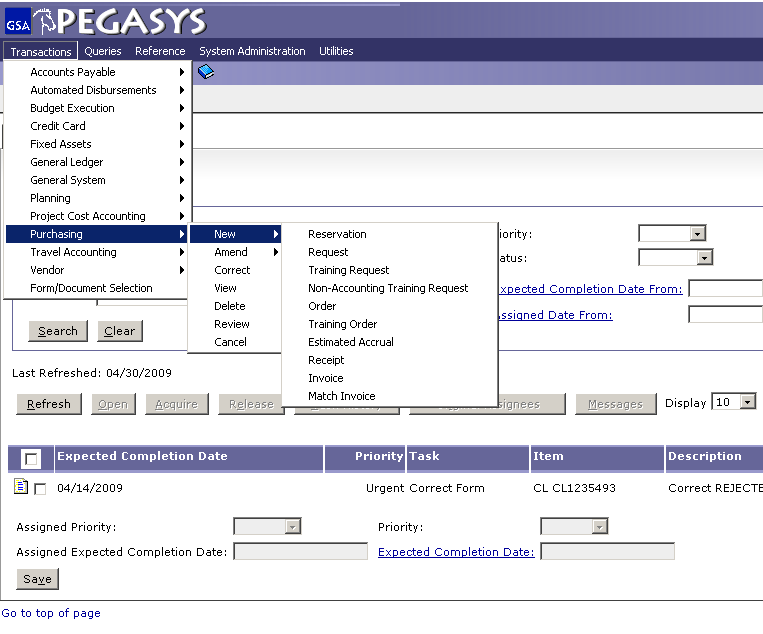 GSA PEGASYS
Transactions Queries Reference System Administration Utilities
Accounts Payable
Automated Disbursements
Budget Execution
Credit Card
Fixed Assets
General Ledger
General System
Planning
Project Cost Accounting
Purchasing New Reservation iority:
Travel Accounting Amend Request
Vendor Correct Training Request atus:
Form/Document Selection View Non-Accounting Training Request xpected Completion Date From:
Delete Order
Review Training Order ssigned Date From:
Cancel Estimated Accrual
Receipt
Invoice
Match Invoice
Search Clear
Last Refreshed: 04/30/2009
Refresh Open Acquire Release Messages Display 10
Expected Completion Date Priority Task Item Description
04/14/2009 Urgent Correct Form CL CL1235493 Correct REJECTE
Assigned Priority: Priority:
Assigned Expected Completion Date: Expected Completion Date:
Save
Go to top of page